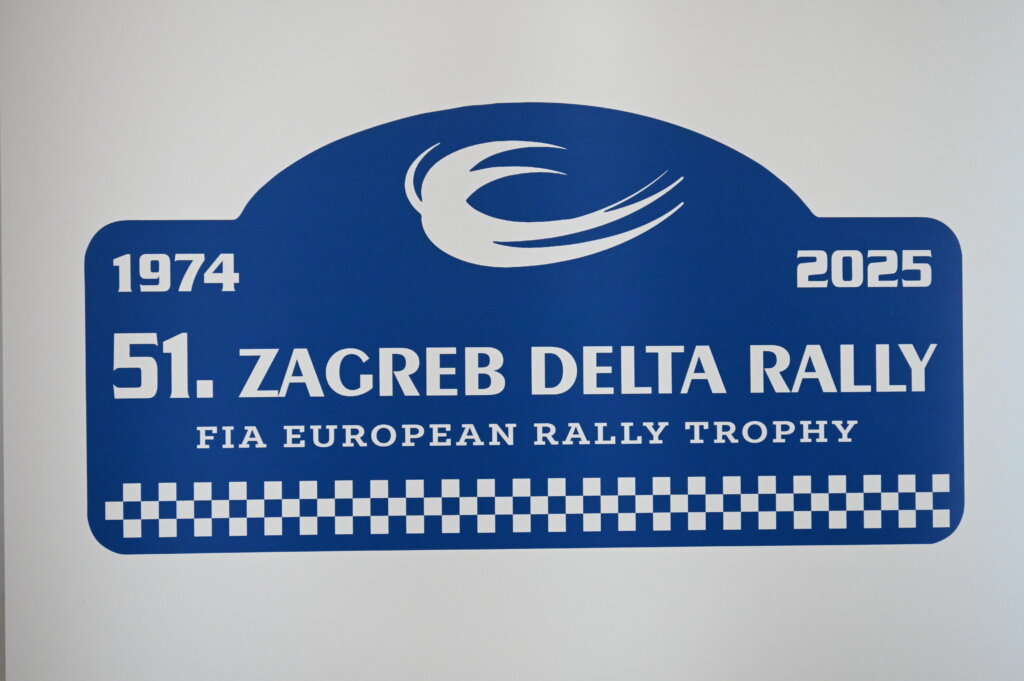 1974 2025
51. ZAGREB DELTA RALLY
FIA EUROPEAN RALLY TROPHY